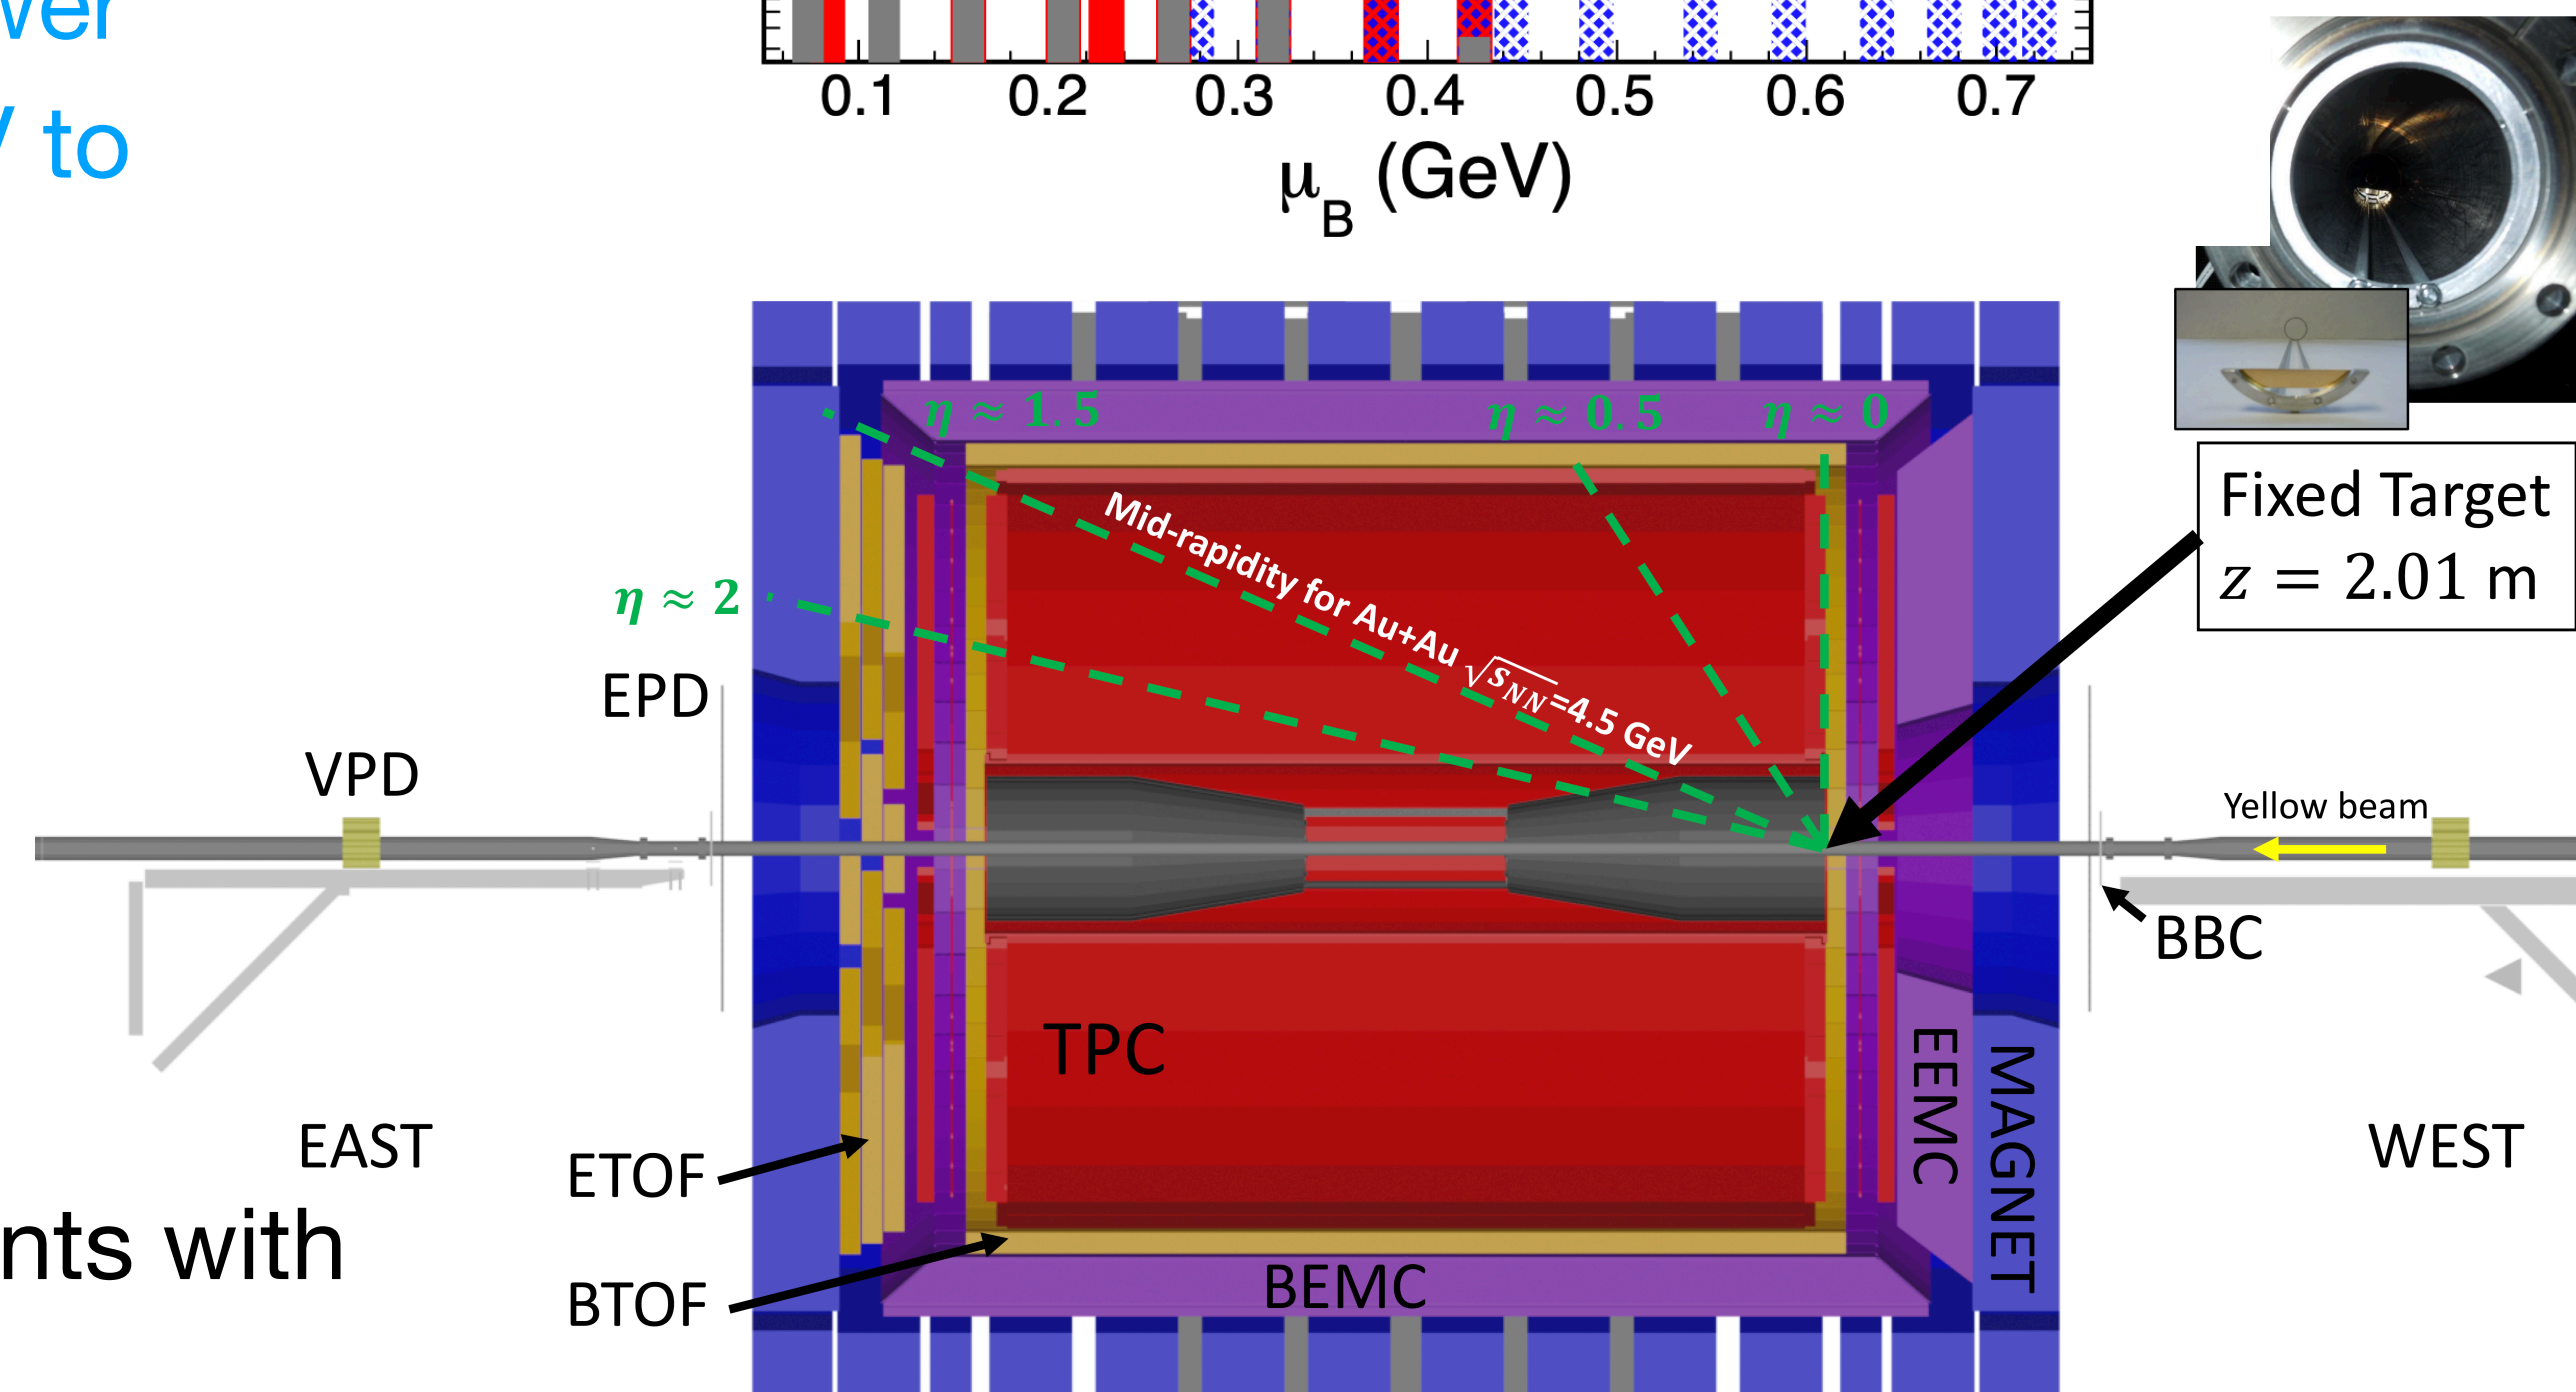 to
0.1 0.2 0.3 0.4 0.5 0.6 0.7
μB (GeV)
η ≈ 1.5
η ≈ 0.5
η ≈ 0
Fixed Target
z = 2.01 m
Mid-rapidity for Au+Au √sNN=4.5 GeV
η ≈ 2
EPD
VPD
Yellow beam
BBC
TPC
EEMC
MAGNET
EAST
WEST
ETOF
BTOF
BEMC
nts with